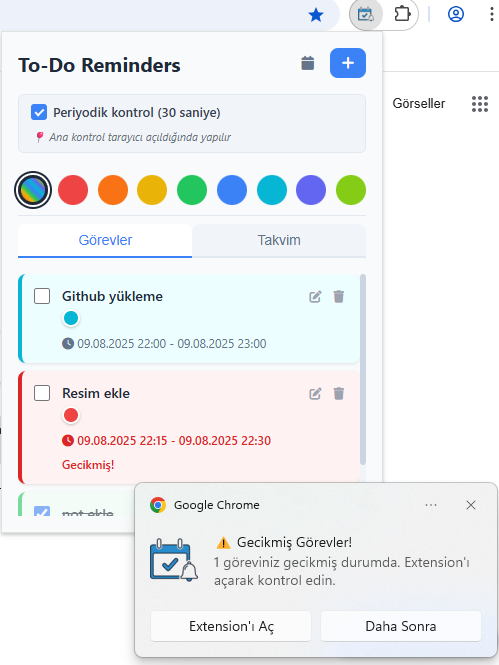 To-Do Reminders
Görseller
Periyodik kontrol (30 saniye)
Ana kontrol tarayıcı açıldığında yapılır
Görevler
Takvim
Github yükleme
09.08.2025 22:00 - 09.08.2025 23:00
Resim ekle
09.08.2025 22:15 - 09.08.2025 22:30
Gecikmiş!
not ekle
Google Chrome
Gecikmiş Görevler!
1 göreviniz gecikmiş durumda. Extension'ı
açarak kontrol edin.
Extension'ı Aç
Daha Sonra